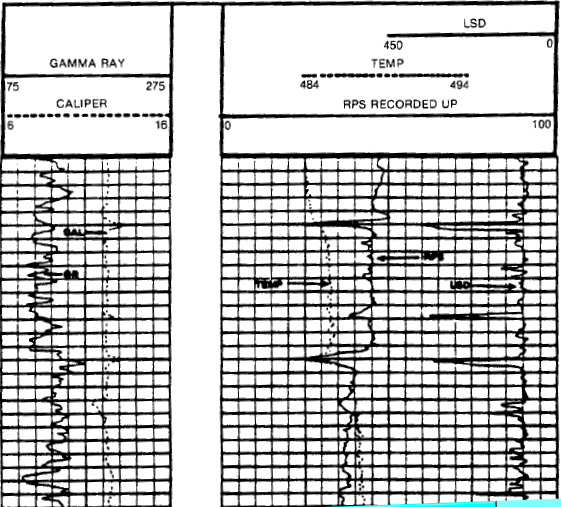 LSD
450 0
GAMMA RAY TEMP
75 275 484 494
CALIPER RPS RECORDED UP
6 16 0 100
CAL
RPS
GR
TEMP LSD